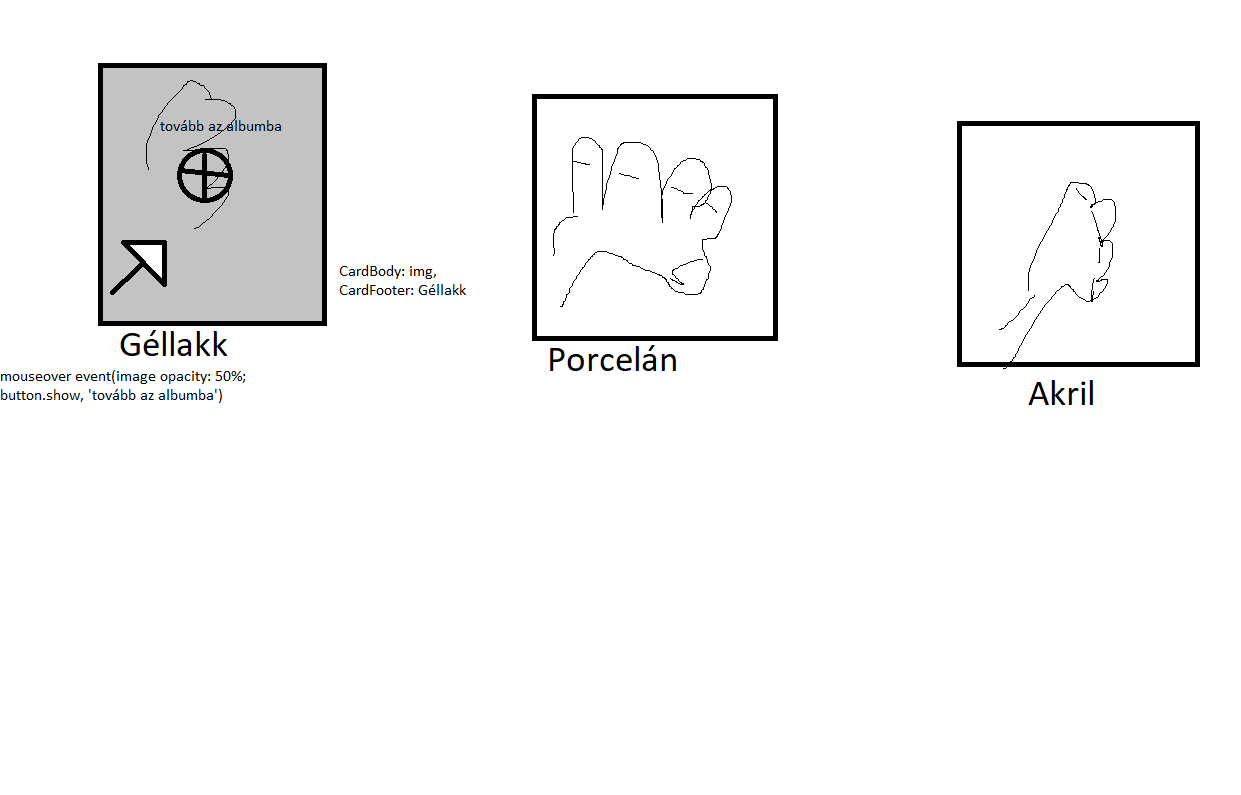 tovább az albumba
CardBody: img,
CardFooter: Géllakk
Géllakk
mouseover event(image opacity: 50%;
button.show, 'tovább az albumba')
Porcelán
Akril